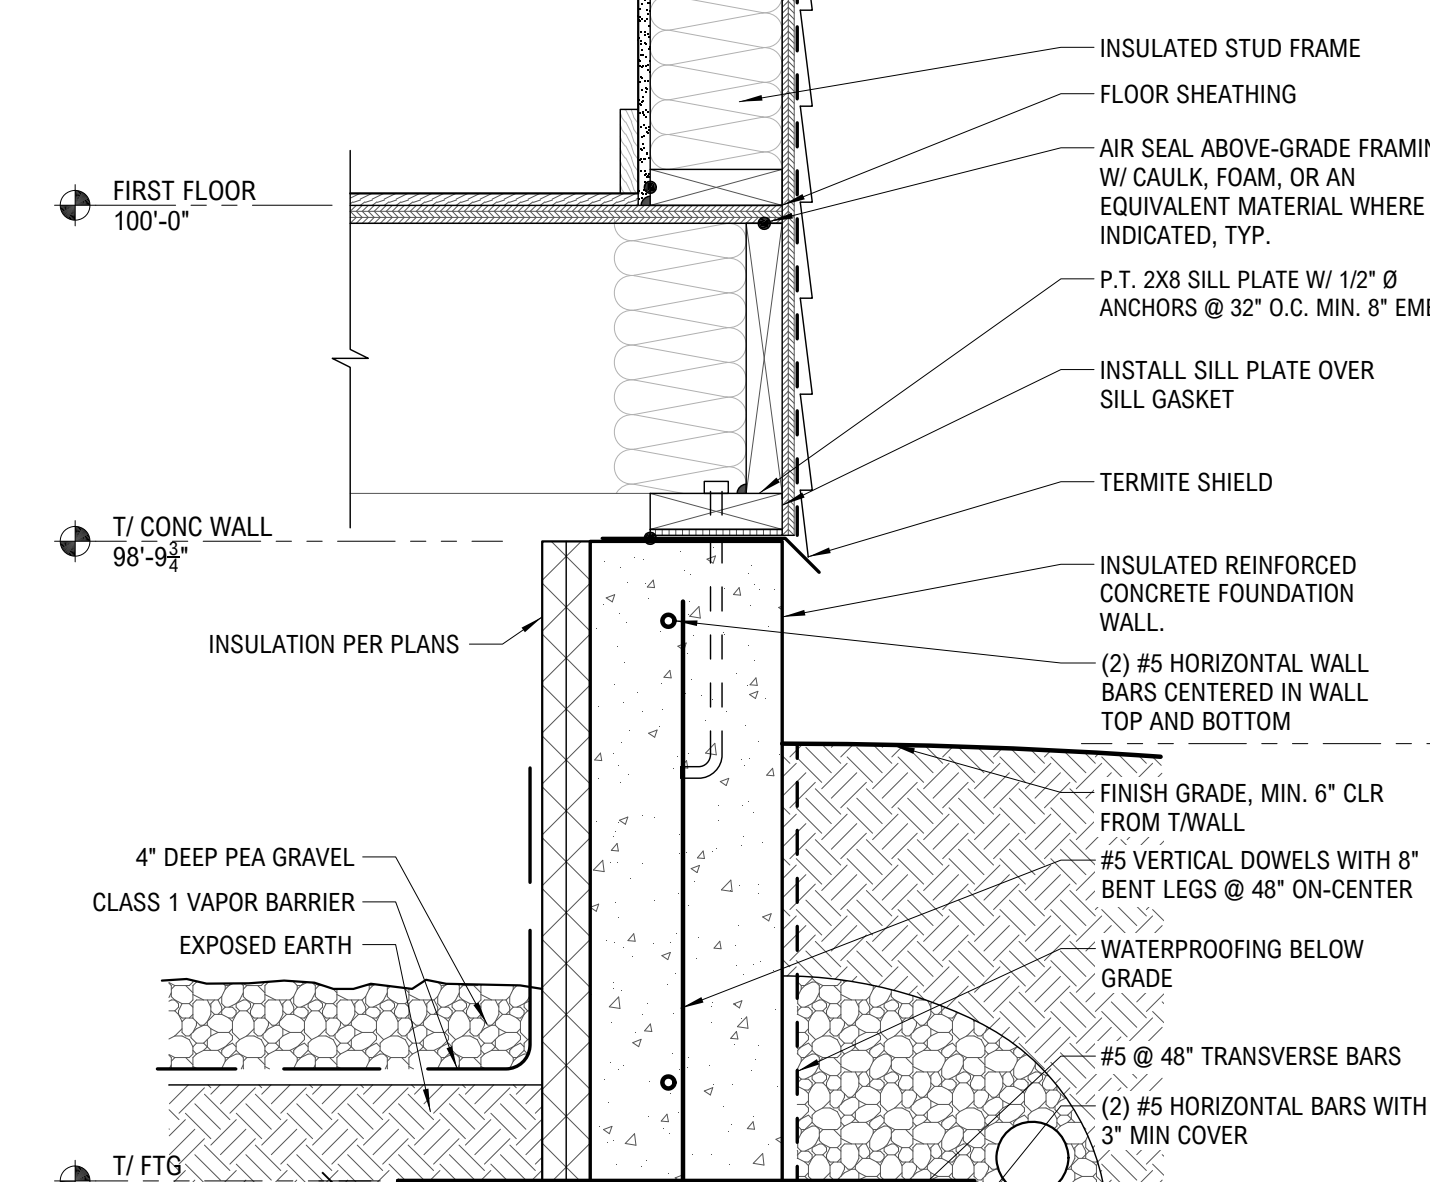 INSULATED STUD FRAME
FLOOR SHEATHING
AIR SEAL ABOVE-GRADE
W/ CAULK, FOAM, OR AN
EQUIVALENT MATERIAL WHERE
INDICATED, TYP.
FIRST FLOOR
100'-0"
P.T. 2X8 SILL PLATE W/ 1/2" Ø
ANCHORS @ 32" O.C. MIN. 8"
INSTALL SILL PLATE OVER
SILL GASKET
TERMITE SHIELD
T/ CONC WALL
98'-9 3/4"
INSULATED REINFORCED
CONCRETE FOUNDATION
WALL.
INSULATION PER PLANS
(2) #5 HORIZONTAL WALL
BARS CENTERED IN WALL
TOP AND BOTTOM
FINISH GRADE, MIN. 6" CLR
FROM T/WALL
4" DEEP PEA GRAVEL
CLASS 1 VAPOR BARRIER
EXPOSED EARTH
#5 VERTICAL DOWELS WITH 8"
BENT LEGS @ 48" ON-CENTER
WATERPROOFING BELOW
GRADE
#5 @ 48" TRANSVERSE BARS
(2) #5 HORIZONTAL BARS WITH
3" MIN COVER
T/ FTG